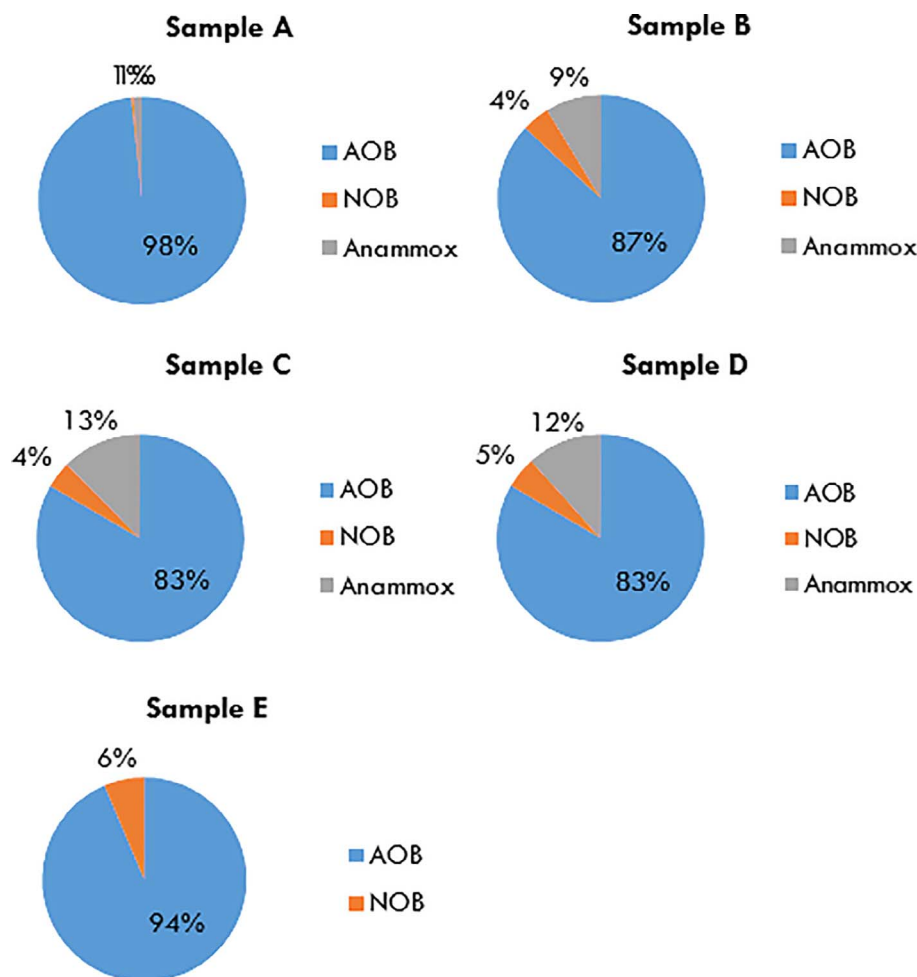 Sample A
98%
AOB
NOB
Anammox
Sample B
4%
9%
87%
AOB
NOB
Anammox
Sample C
4%
13%
83%
AOB
NOB
Anammox
Sample D
5%
12%
83%
AOB
NOB
Anammox
Sample E
6%
94%
AOB
NOB